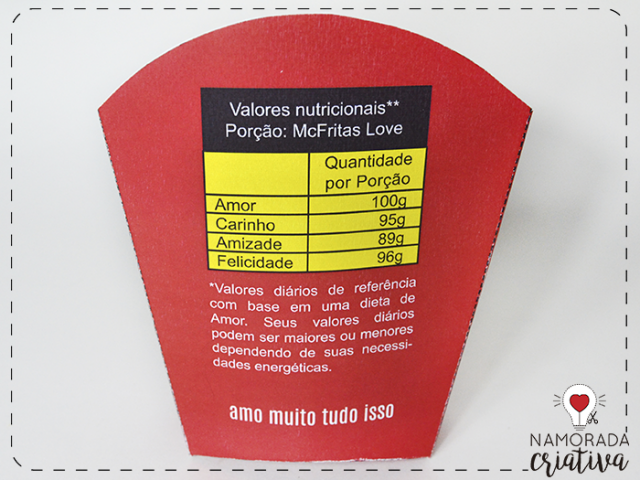 Valores nutricionais**
Porção: McFritas Love
Quantidade
por Porção
Amor 100g
Carinho 95g
Amizade 89g
Felicidade 96g
*Valores diários de referência
com base em uma dieta de
Amor. Seus valores diários
podem ser maiores ou menores
dependendo de suas necessi-
dades energéticas.
amo muito tudo isso
NAMORADA
criativa